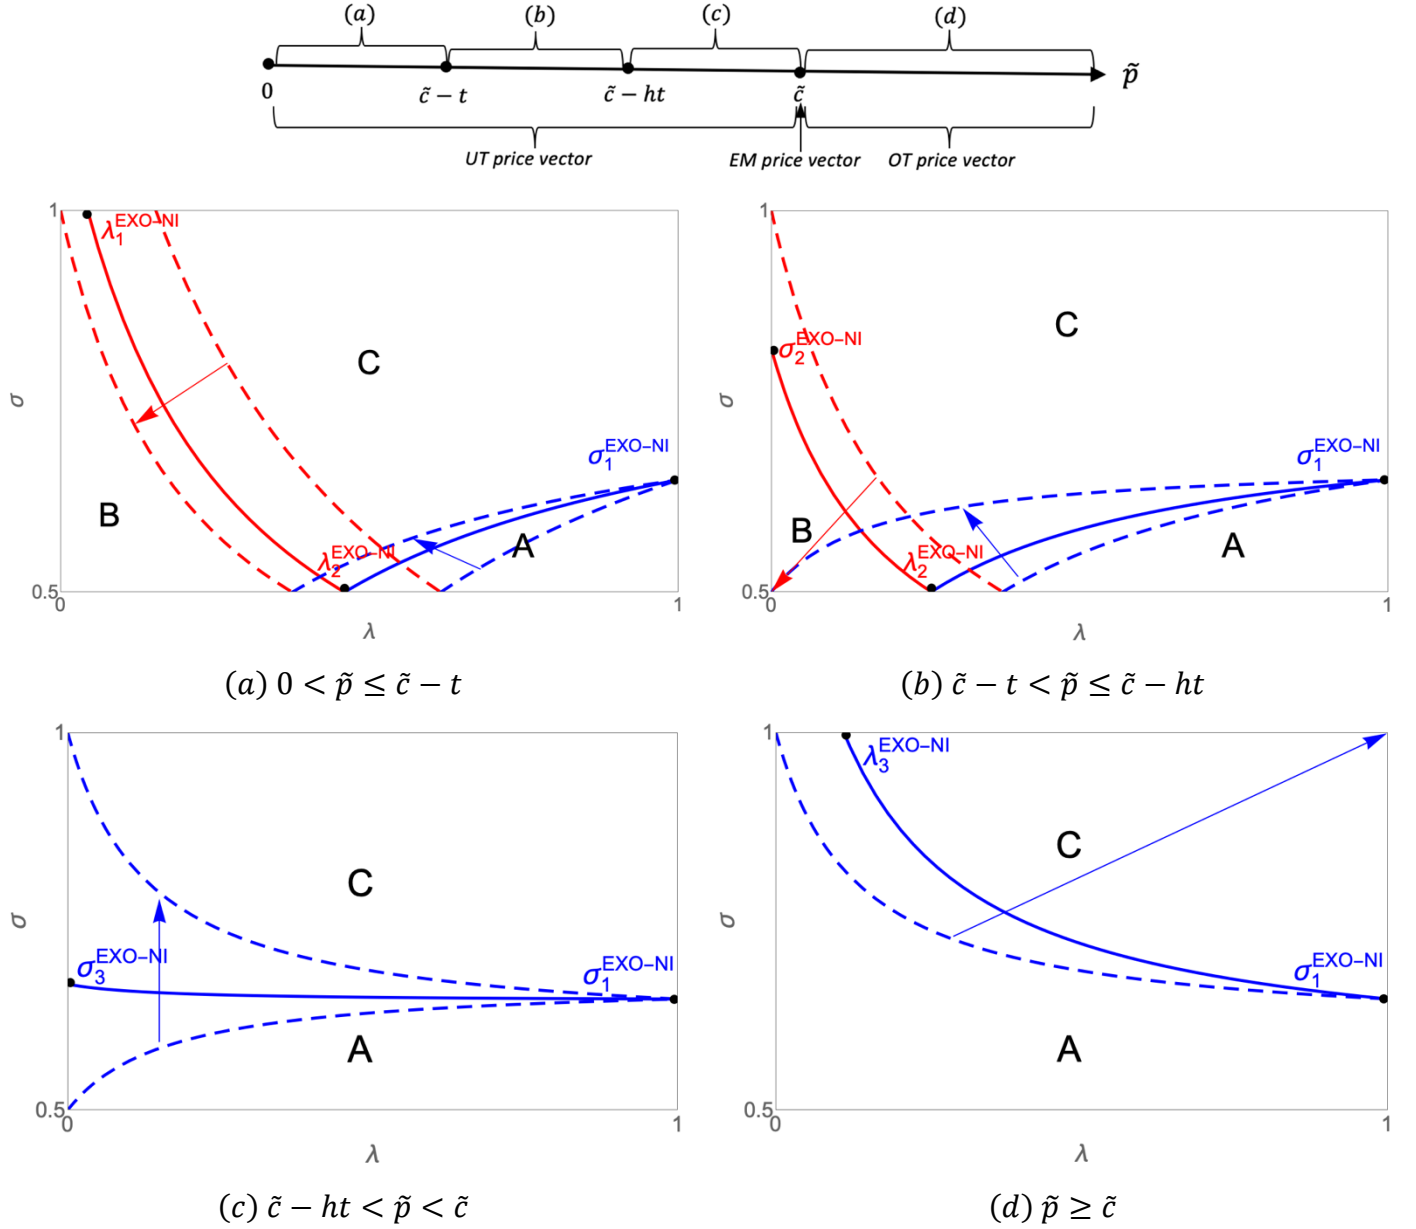 (a) (b) (c) (d)
0 c̃ − t c̃ − ht c̃ p̃
UT price vector EM price vector OT price vector
1 λ₁^EXO−NI C σ B σ₁^EXO−NI A λ₂^EXO−NI 0.5
0 1
λ
(a) 0 < p̃ ≤ c̃ − t
1 C σ₂^EXO−NI σ σ₁^EXO−NI B A λ₂^EXO−NI 0.5
0 1
λ
(b) c̃ − t < p̃ ≤ c̃ − ht
1 C σ σ₃^EXO−NI σ₁^EXO−NI A 0.5
0 1
λ
(c) c̃ − ht < p̃ < c̃
1 λ₃^EXO−NI C σ σ₁^EXO−NI A 0.5
0 1
λ
(d) p̃ ≥ c̃